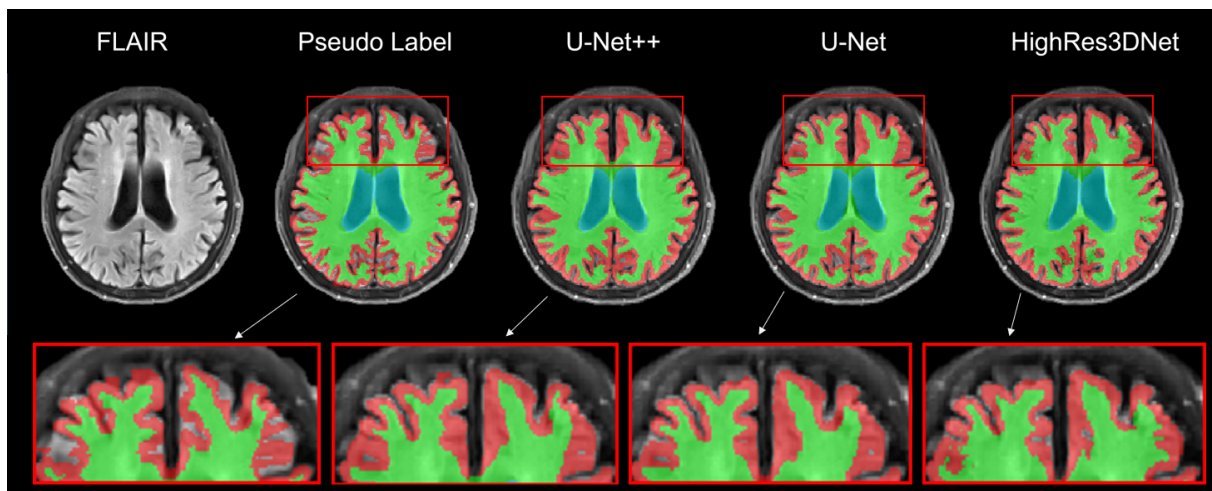 FLAIR
Pseudo Label
U-Net++
U-Net
HighRes3DNet